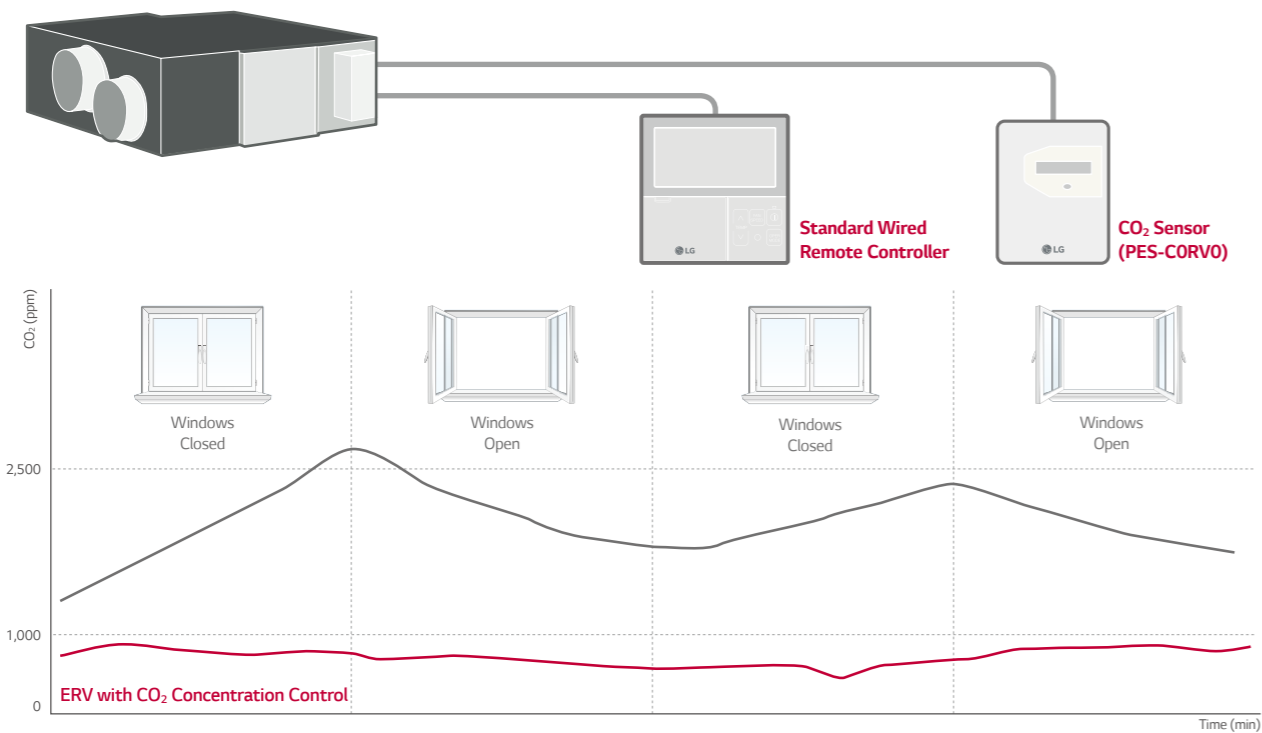 LG
LG
Standard Wired
Remote Controller
CO₂ Sensor
(PES-C0RV0)
CO₂ (ppm)
Windows
Closed
Windows
Open
Windows
Closed
Windows
Open
2,500
1,000
ERV with CO₂ Concentration Control
0
Time (min)